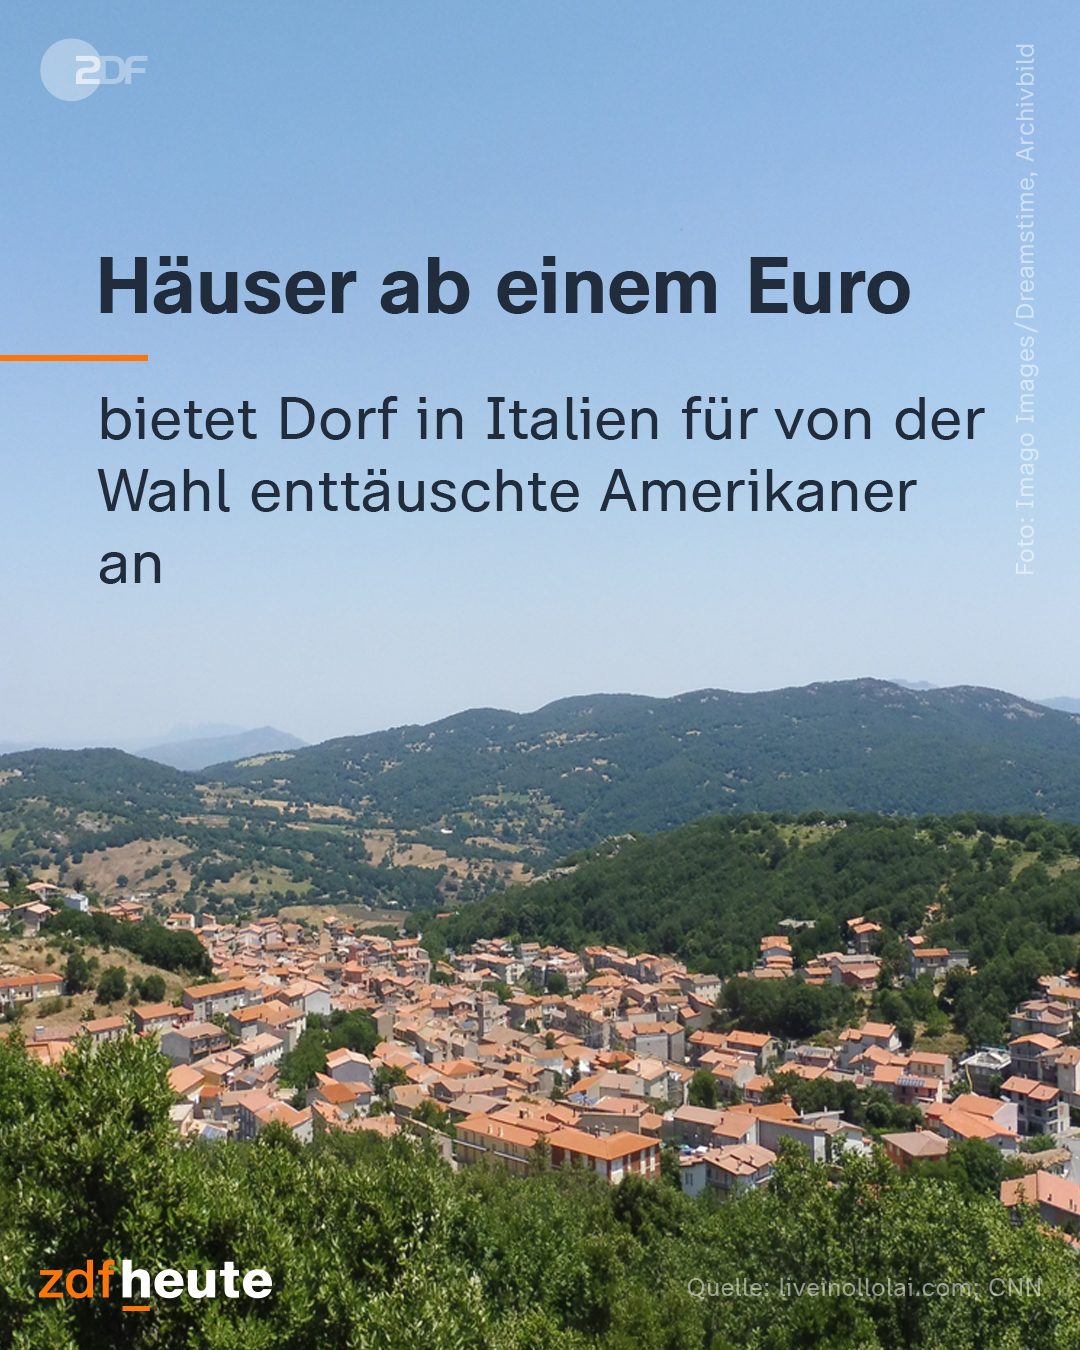 ZDF
Foto: Imago Images/Dreamstime, Archivbild
Häuser ab einem Euro
bietet Dorf in Italien für von der
Wahl enttäuschte Amerikaner
an
zdfheute
Quelle: liveinollolai.com; CNN